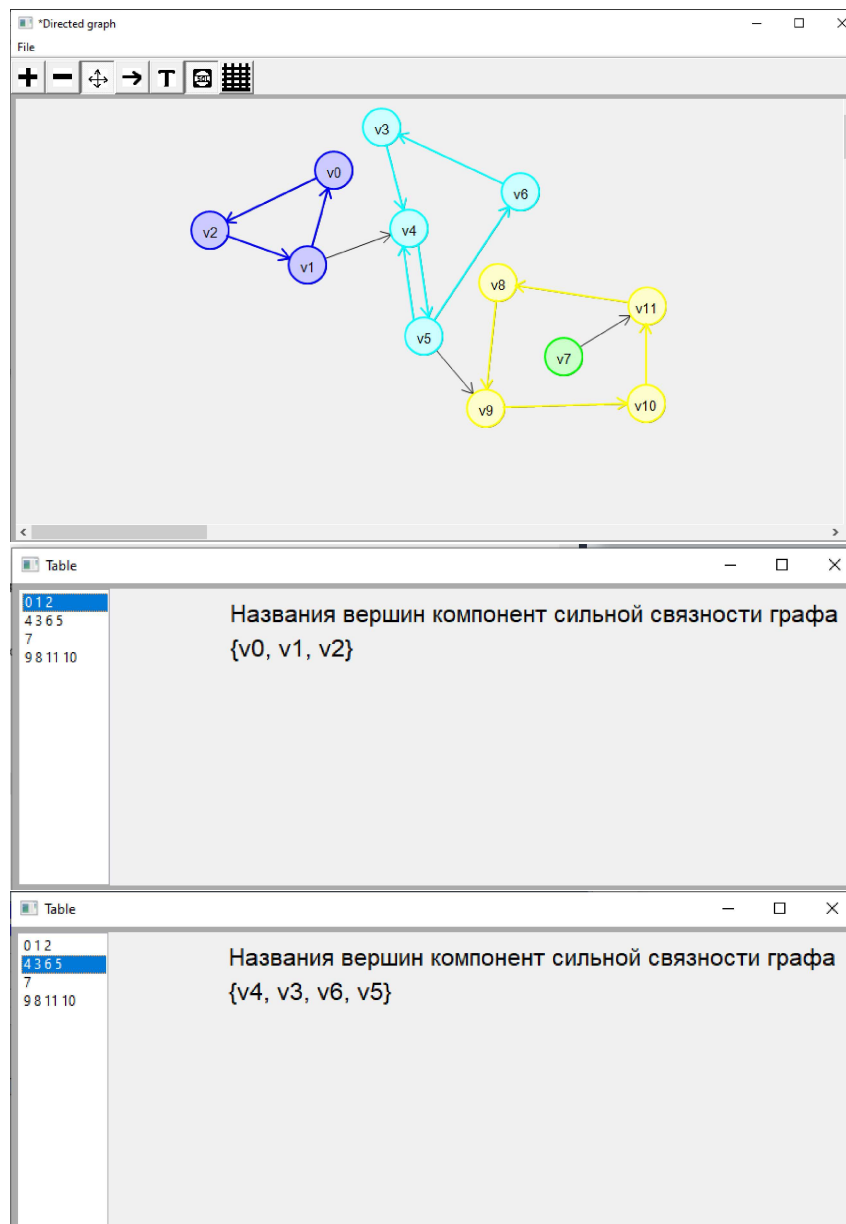 *Directed graph
File
T
v3
v0
v6
v2
v4
v1
v8
v11
v5
v7
v9
v10
Table
0 1 2
4 3 6 5
7
9 8 11 10
Названия вершин компонент сильной связности графа
{v0, v1, v2}
Table
0 1 2
4 3 6 5
7
9 8 11 10
Названия вершин компонент сильной связности графа
{v4, v3, v6, v5}